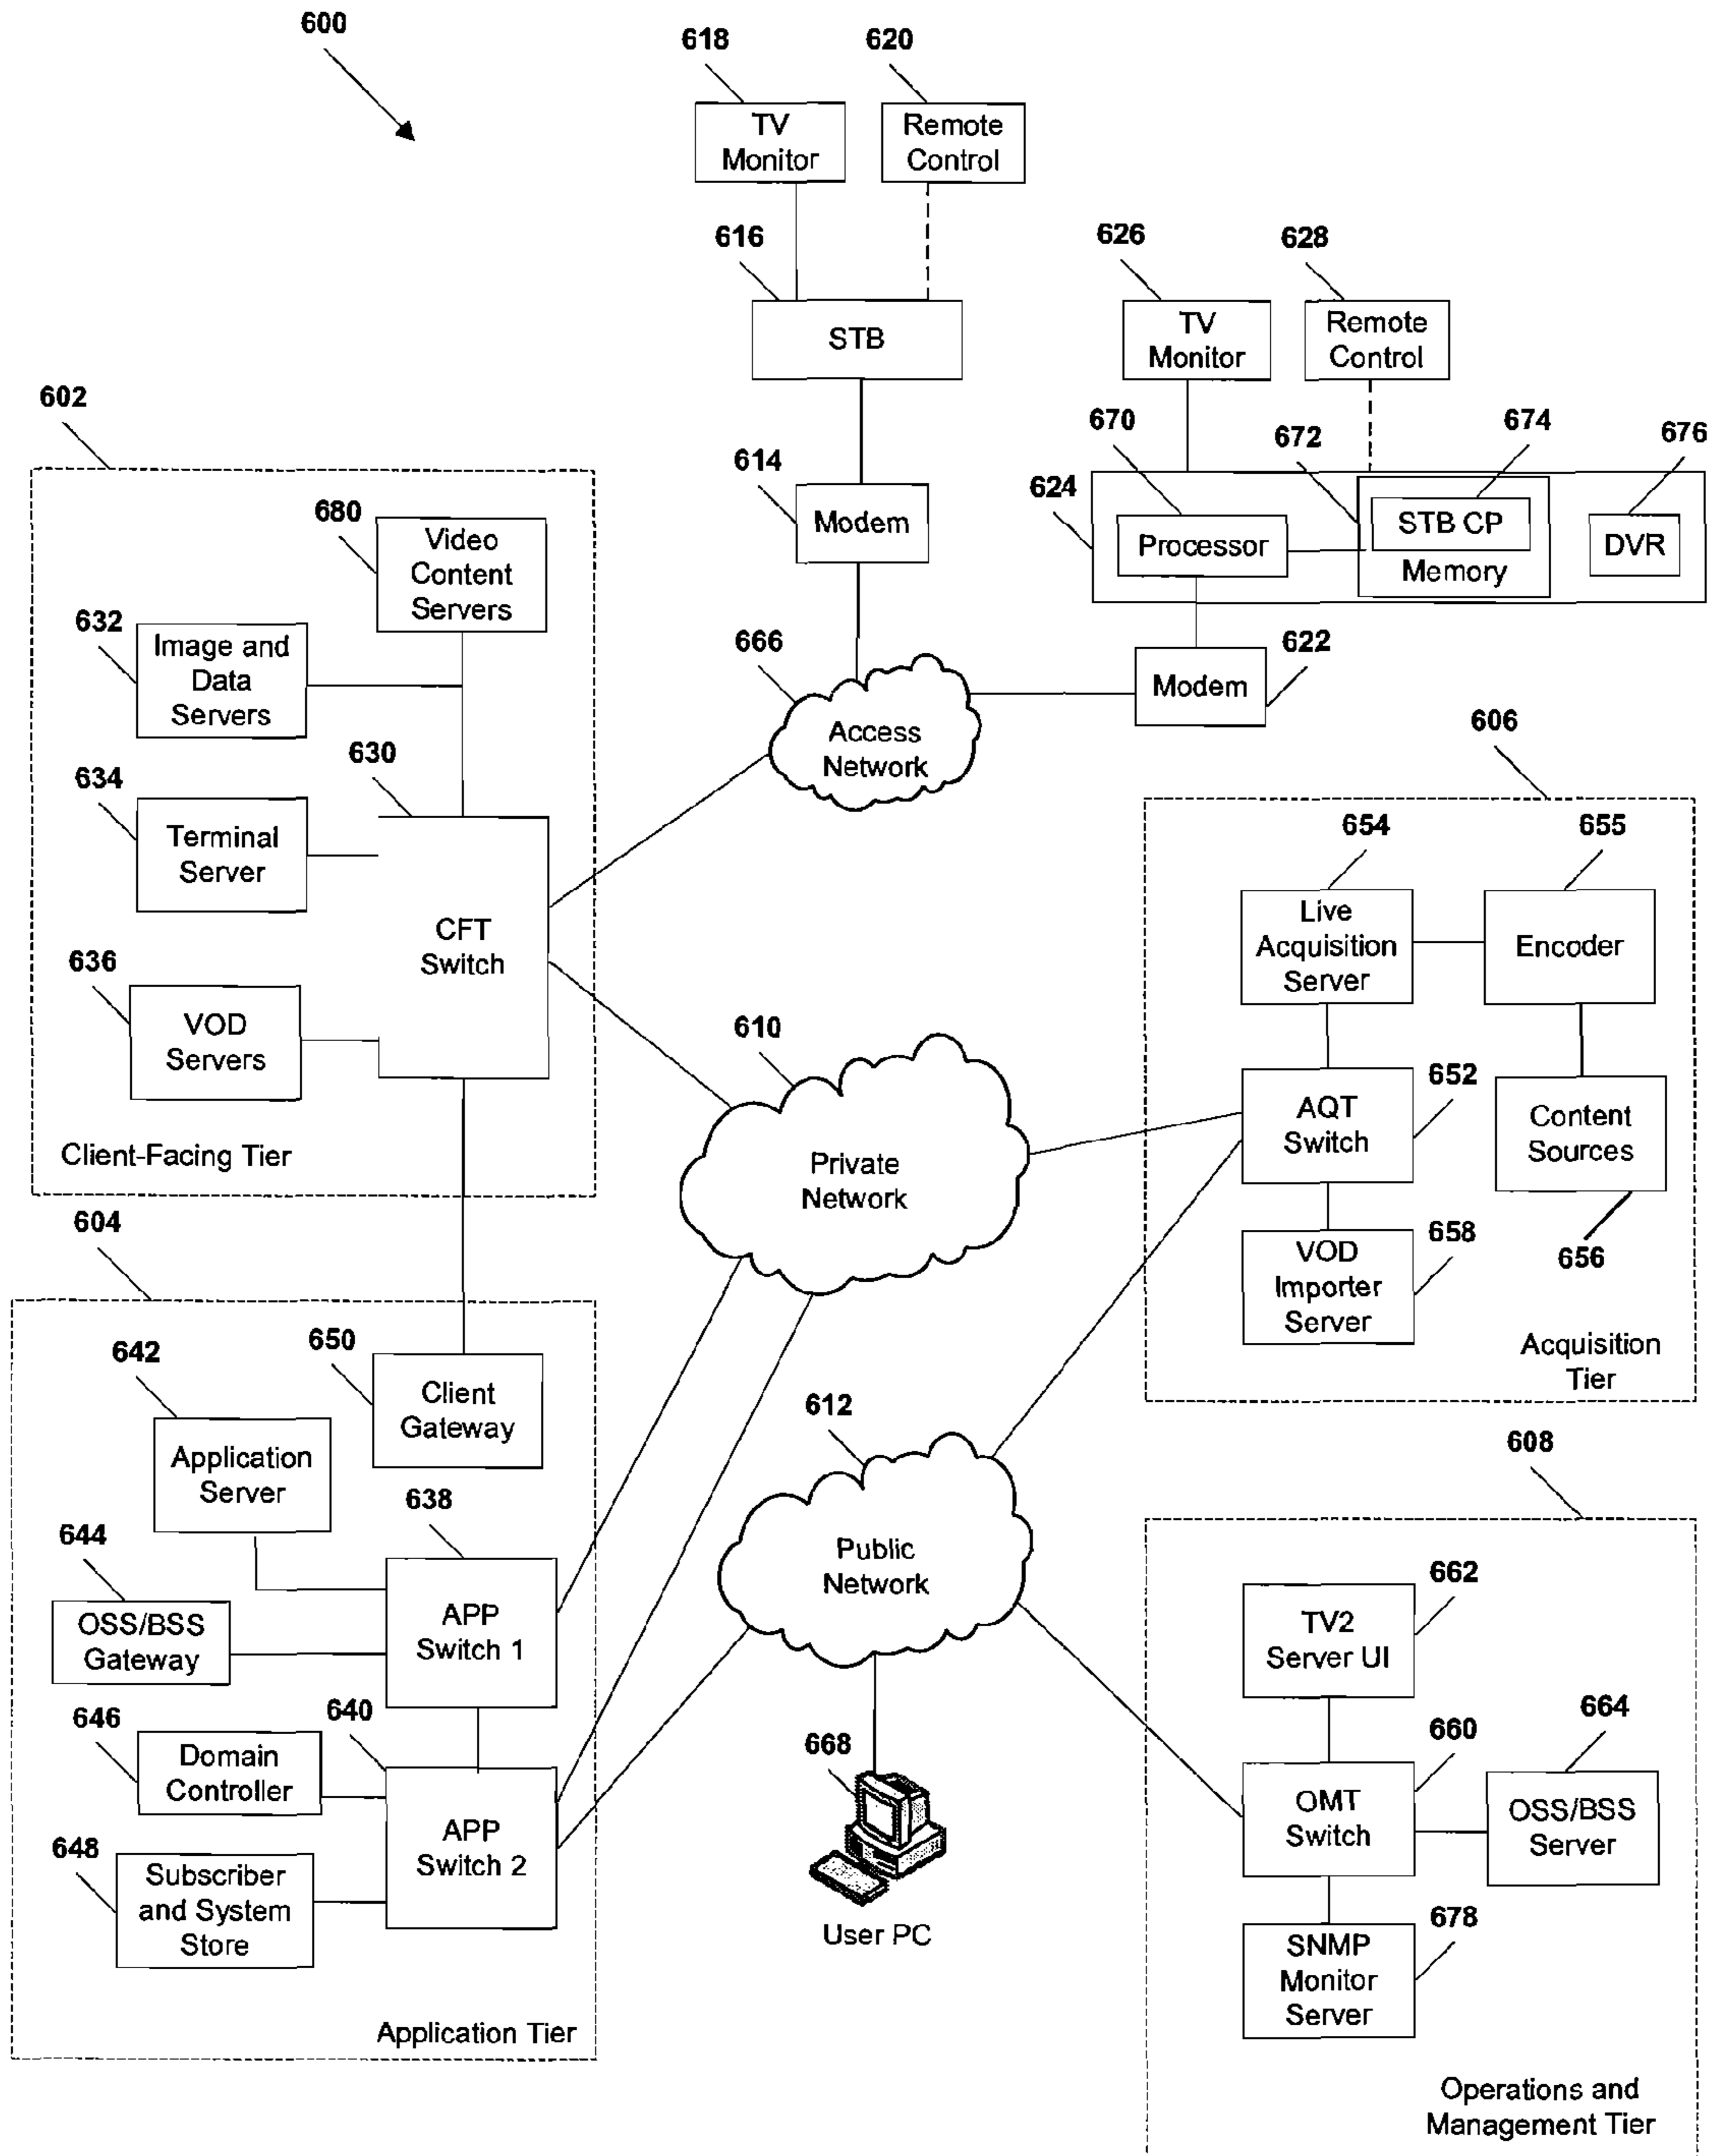 600
618
620
TV
Monitor
Remote
Control
616
626
628
STB
TV
Monitor
Remote
Control
602
670
672
674
676
614
624
680
Modem
Processor
STB CP
Memory
DVR
Video
Content
Servers
632
Image and
Data
Servers
666
622
Modem
Access
Network
606
630
634
Terminal
Server
654
655
CFT
Switch
Live
Acquisition
Server
Encoder
636
VOD
Servers
610
652
AQT
Switch
Content
Sources
Client-Facing Tier
Private
Network
604
658
656
VOD
Importer
Server
642
650
Acquisition
Tier
Client
Gateway
612
608
Application
Server
638
644
Public
Network
662
OSS/BSS
Gateway
APP
Switch 1
TV2
Server UI
646
640
668
660
664
Domain
Controller
OMT
Switch
OSS/BSS
Server
648
APP
Switch 2
Subscriber
and System
Store
User PC
678
SNMP
Monitor
Server
Application Tier
Operations and
Management Tier